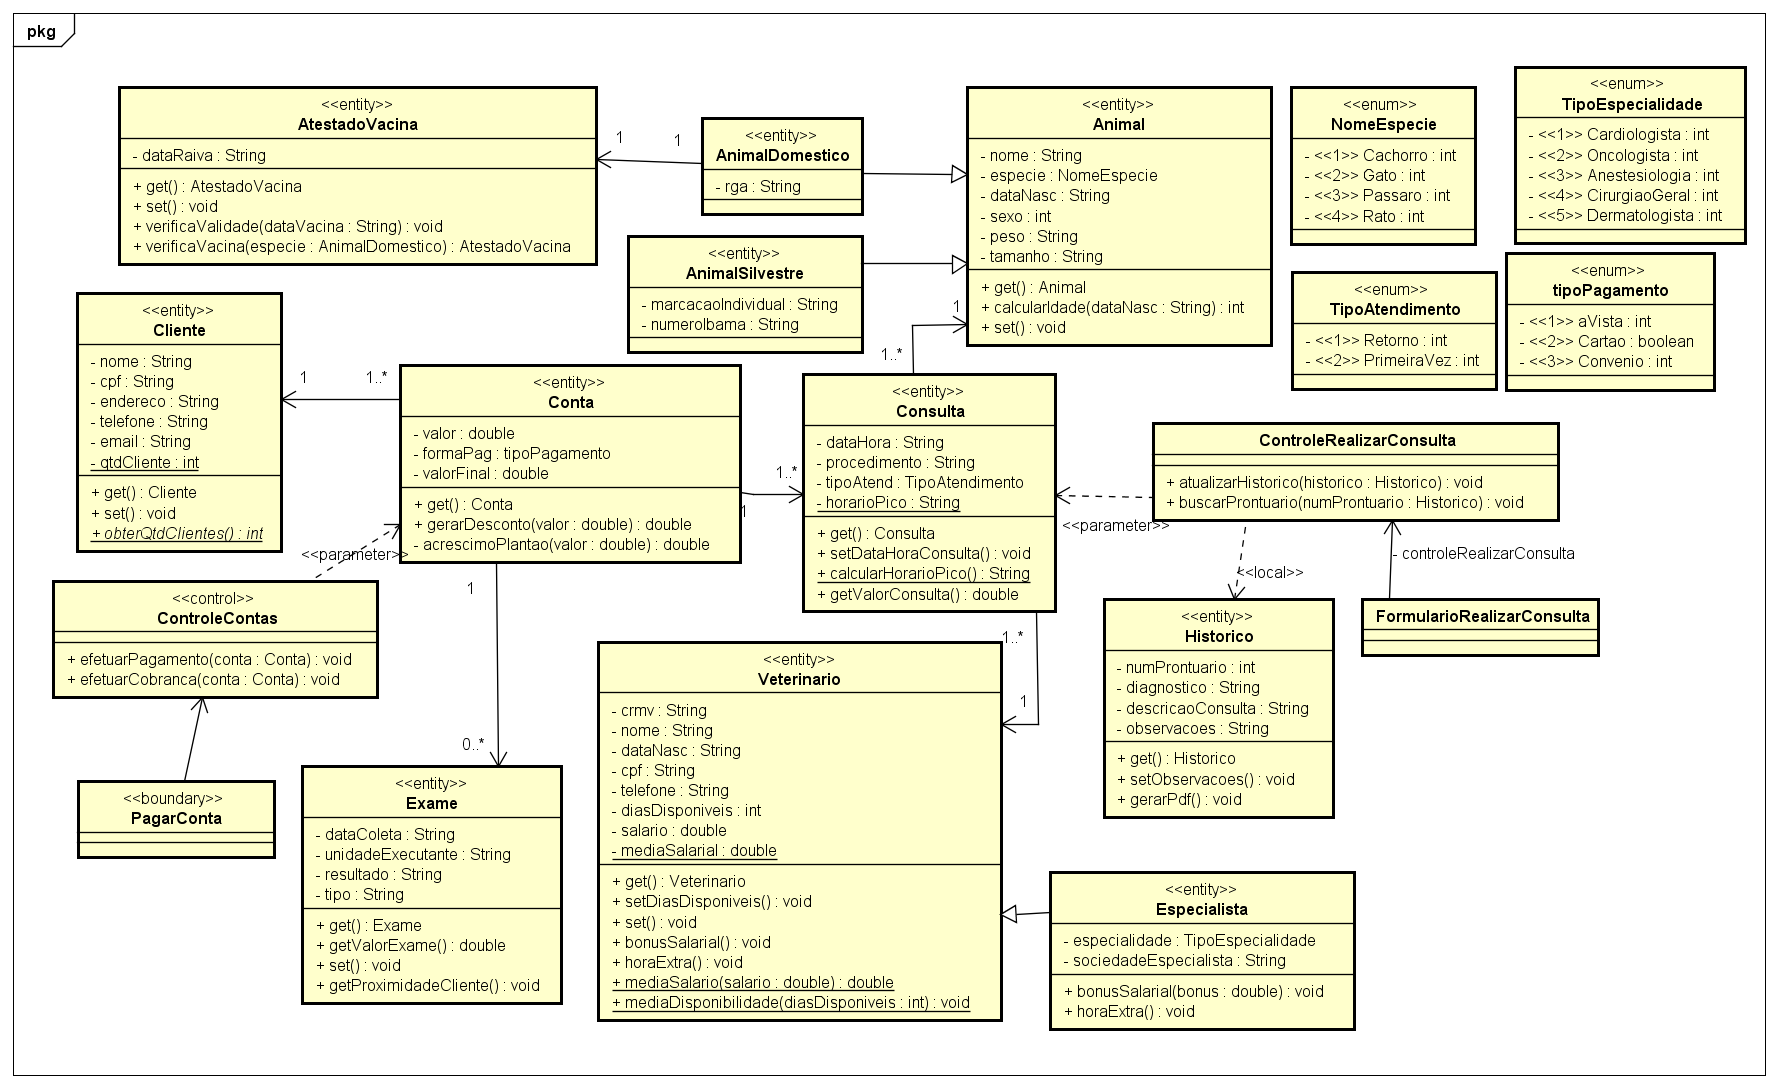 pkg
<<entity>>
AtestadoVacina
- dataRaiva : String
+ get() : AtestadoVacina
+ set() : void
+ verificaValidade(dataVacina : String) : void
+ verificaVacina(especie : AnimalDomestico) : AtestadoVacina
1
1
<<entity>>
AnimalDomestico
- rga : String
<<entity>>
AnimalSilvestre
- marcacaoIndividual : String
- numeroIbama : String
<<entity>>
Animal
- nome : String
- especie : NomeEspecie
- dataNasc : String
- sexo : int
- peso : String
- tamanho : String
+ get() : Animal
+ calcularIdade(dataNasc : String) : int
+ set() : void
1
1..*
<<enum>>
NomeEspecie
- <<1>> Cachorro : int
- <<2>> Gato : int
- <<3>> Passaro : int
- <<4>> Rato : int
<<enum>>
TipoEspecialidade
- <<1>> Cardiologista : int
- <<2>> Oncologista : int
- <<3>> Anestesiologia : int
- <<4>> CirurgiaoGeral : int
- <<5>> Dermatologista : int
<<enum>>
TipoAtendimento
- <<1>> Retorno : int
- <<2>> PrimeiraVez : int
<<enum>>
tipoPagamento
- <<1>> aVista : int
- <<2>> Cartao : boolean
- <<3>> Convenio : int
<<entity>>
Cliente
- nome : String
- cpf : String
- endereco : String
- telefone : String
- email : String
- qtdCliente : int
+ get() : Cliente
+ set() : void
+ obterQtdClientes() : int
1
1..*
<<entity>>
Conta
- valor : double
- formaPag : tipoPagamento
- valorFinal : double
+ get() : Conta
+ gerarDesconto(valor : double) : double
- acrescimoPlantao(valor : double) : double
1..*
1
<<entity>>
Consulta
- dataHora : String
- procedimento : String
- tipoAtend : TipoAtendimento
- horarioPico : String
+ get() : Consulta
+ setDataHoraConsulta() : void
+ calcularHorarioPico() : String
+ getValorConsulta() : double
<<parameter>>
ControleRealizarConsulta
+ atualizarHistorico(historico : Historico) : void
+ buscarProntuario(numProntuario : Historico) : void
- controleRealizarConsulta
<<local>>
FormularioRealizarConsulta
<<parameter>>
<<control>>
ControleContas
+ efetuarPagamento(conta : Conta) : void
+ efetuarCobranca(conta : Conta) : void
<<boundary>>
PagarConta
1
0..*
<<entity>>
Exame
- dataColeta : String
- unidadeExecutante : String
- resultado : String
- tipo : String
+ get() : Exame
+ getValorExame() : double
+ set() : void
+ getProximidadeCliente() : void
1..*
1
<<entity>>
Veterinario
- crmv : String
- nome : String
- dataNasc : String
- cpf : String
- telefone : String
- diasDisponiveis : int
- salario : double
- mediaSalarial : double
+ get() : Veterinario
+ setDiasDisponiveis() : void
+ set() : void
+ bonusSalarial() : void
+ horaExtra() : void
+ mediaSalario(salario : double) : double
+ mediaDisponibilidade(diasDisponiveis : int) : void
<<entity>>
Historico
- numProntuario : int
- diagnostico : String
- descricaoConsulta : String
- observacoes : String
+ get() : Historico
+ setObservacoes() : void
+ gerarPdf() : void
<<entity>>
Especialista
- especialidade : TipoEspecialidade
- sociedadeEspecialista : String
+ bonusSalarial(bonus : double) : void
+ horaExtra() : void